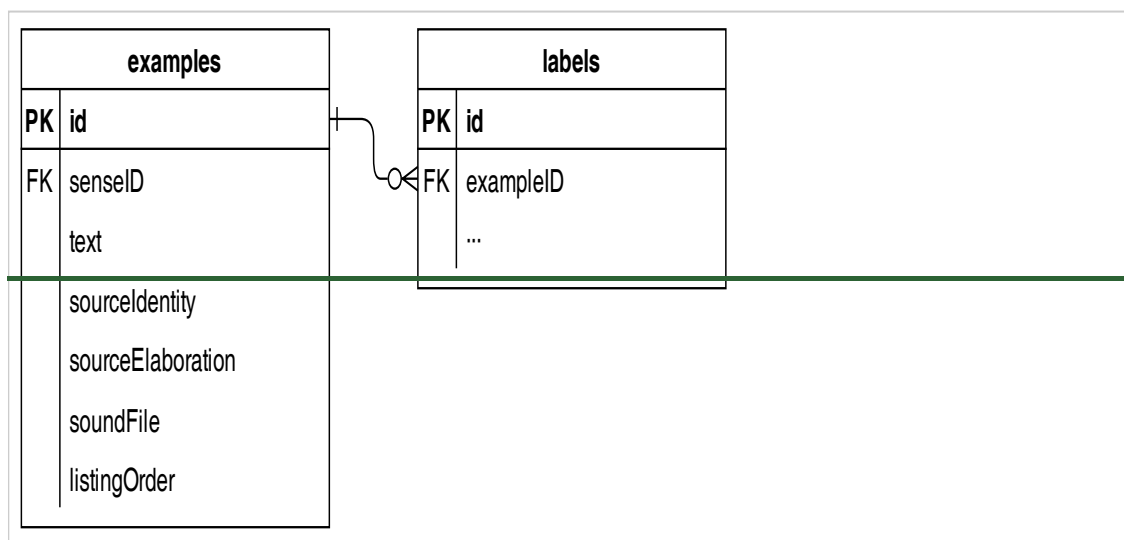 examples
PK id
FK senseID
text
sourceIdentity
sourceElaboration
soundFile
listingOrder
labels
PK id
FK exampleID
...